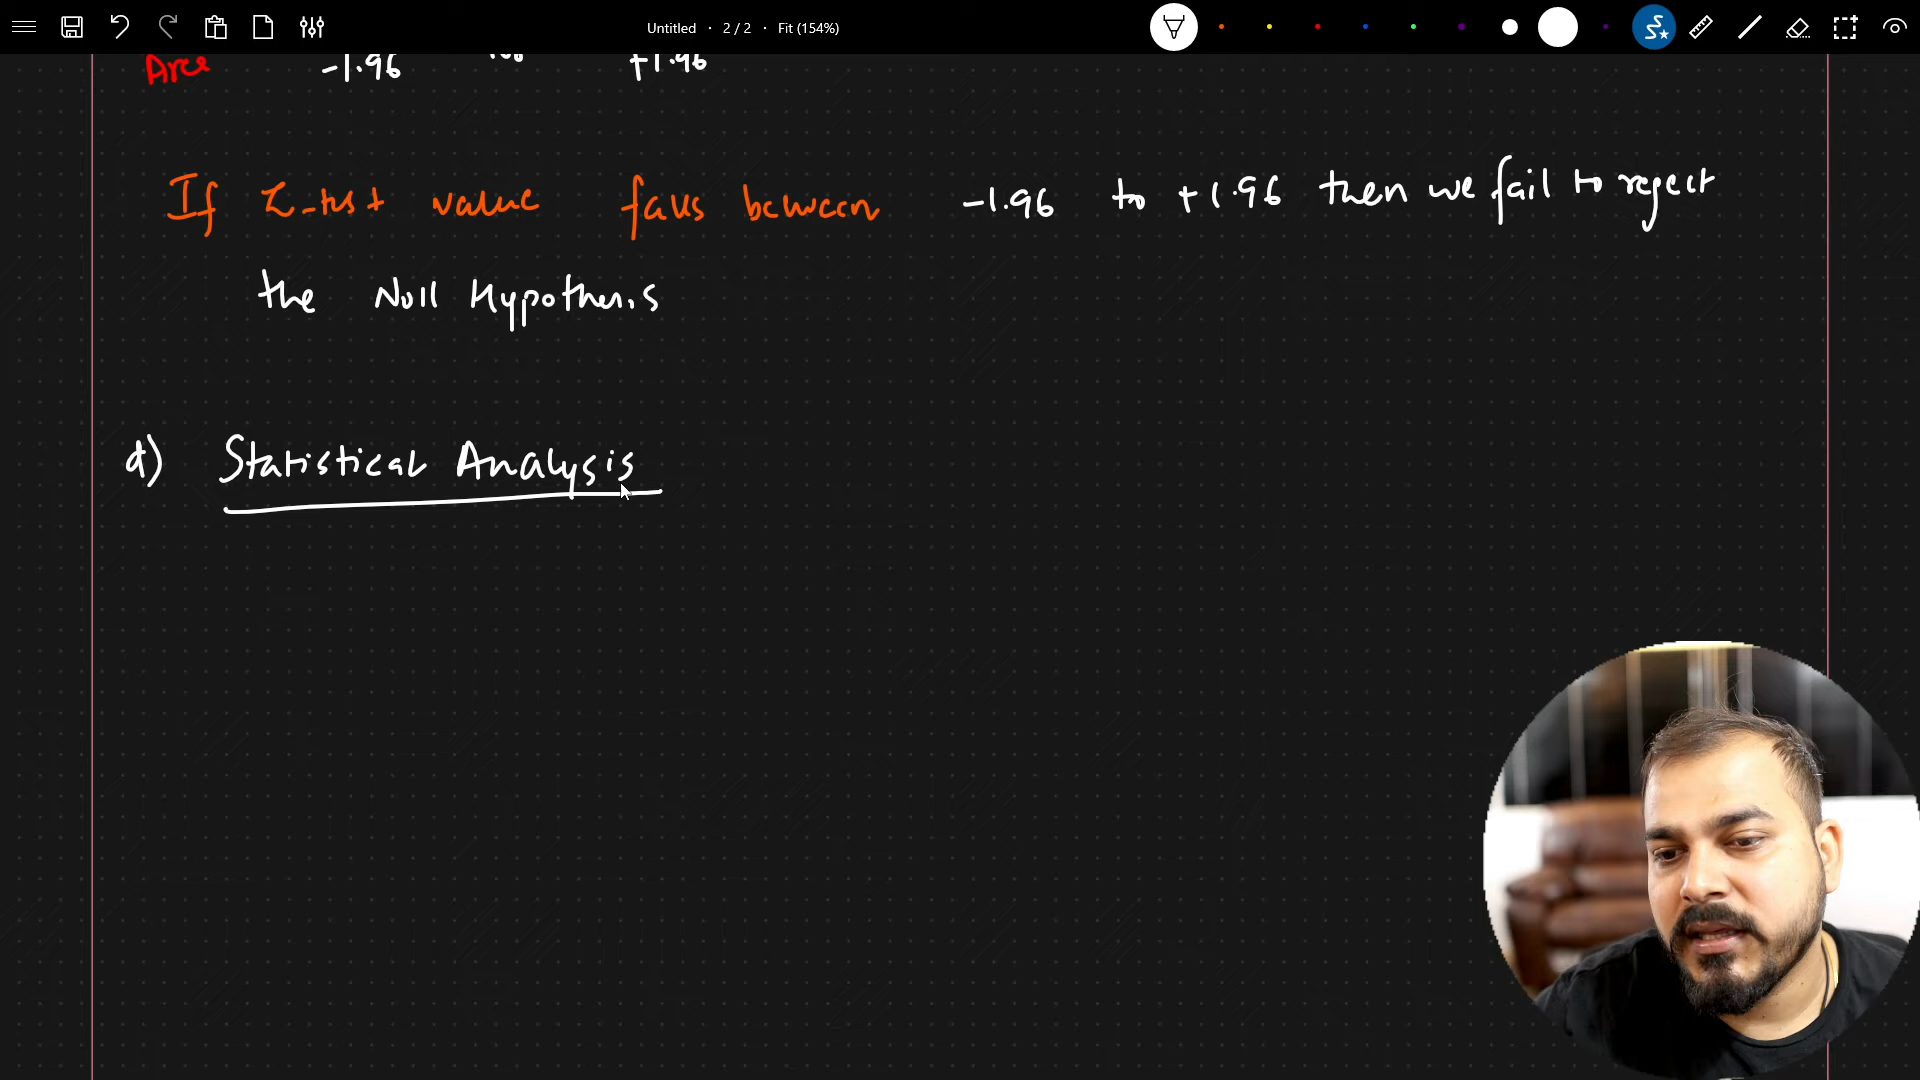 Untitled · 2 / 2 · Fit (154%)
Area -1.96 +1.96
If Z-test value falls between -1.96 to +1.96 then we fail to reject
the Null Hypothesis
d) Statistical Analysis